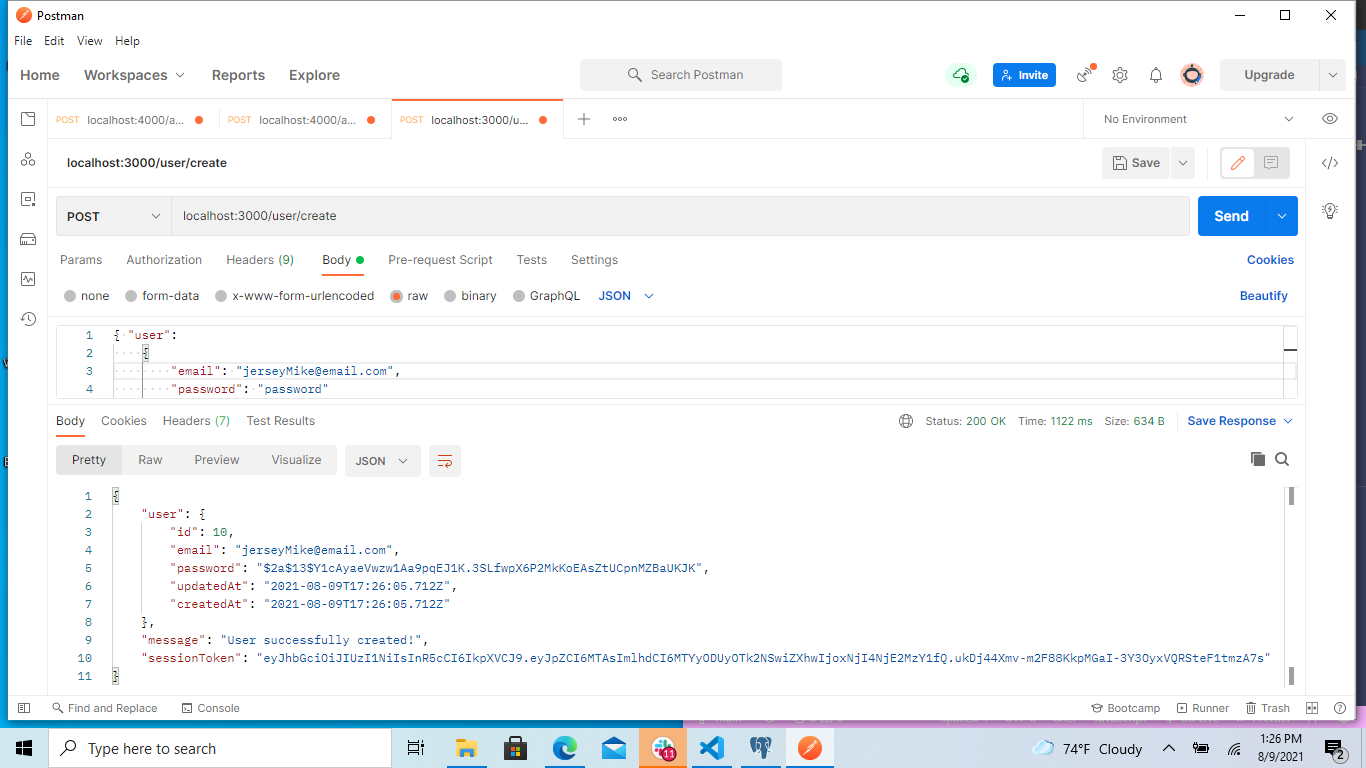 Postman
File Edit View Help
Home Workspaces Reports Explore Search Postman Invite Upgrade
POST localhost:4000/a... POST localhost:4000/a... POST localhost:3000/u... No Environment
localhost:3000/user/create Save
POST localhost:3000/user/create Send
Params Authorization Headers (9) Body Pre-request Script Tests Settings Cookies
none form-data x-www-form-urlencoded raw binary GraphQL JSON Beautify
1 { "user":
2 {
3 "email": "jerseyMike@email.com",
4 "password": "password"
Body Cookies Headers (7) Test Results Status: 200 OK Time: 1122 ms Size: 634 B Save Response
Pretty Raw Preview Visualize JSON
1 {
2 "user": {
3 "id": 10,
4 "email": "jerseyMike@email.com",
5 "password": "$2a$13$Y1cAyaeVwzw1Aa9pqEJ1K.3SLfwpX6P2MkKoEAsZtUCpnMZBaUKJK",
6 "updatedAt": "2021-08-09T17:26:05.712Z",
7 "createdAt": "2021-08-09T17:26:05.712Z"
8 },
9 "message": "User successfully created!",
10 "sessionToken": "eyJhbGciOiJIUzI1NiIsInR5cCI6IkpXVCJ9.eyJpZCI6MTAsImlhdCI6MTYyODUyOTk2NSwiZXhwIjoxNjI4NjE2MzY1fQ.ukDj44Xmv-m2F88KkpMGaI-3Y3OyxVQRSteF1tmzA7s"
11 }
Find and Replace Console Bootcamp Runner Trash
Type here to search 11 74°F Cloudy 1:26 PM
8/9/2021 2